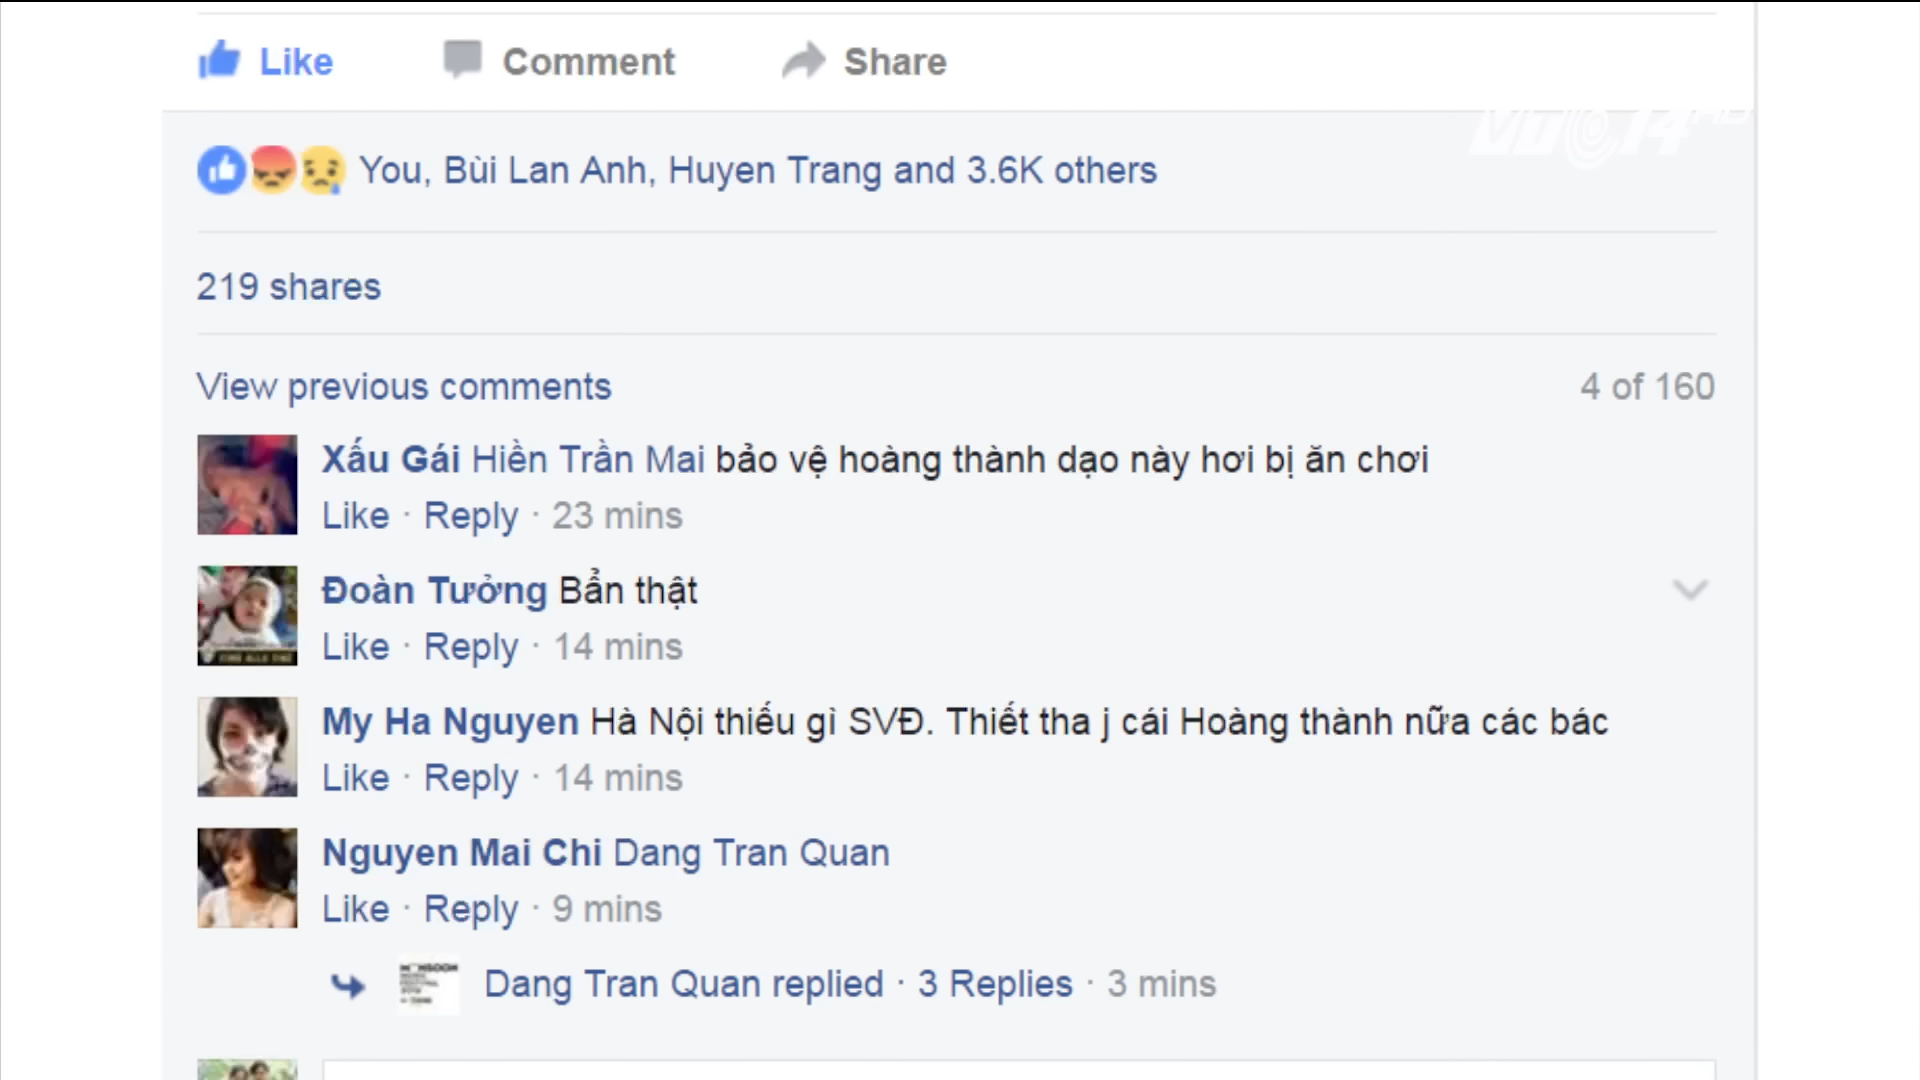 Like Comment Share
VTC14 HD
You, Bùi Lan Anh, Huyen Trang and 3.6K others
219 shares
View previous comments 4 of 160
Xấu Gái Hiền Trần Mai bảo vệ hoàng thành dạo này hơi bị ăn chơi
Like · Reply · 23 mins
Đoàn Tưởng Bẩn thật
Like · Reply · 14 mins
My Ha Nguyen Hà Nội thiếu gì SVĐ. Thiết tha j cái Hoàng thành nữa các bác
Like · Reply · 14 mins
Nguyen Mai Chi Dang Tran Quan
Like · Reply · 9 mins
Dang Tran Quan replied · 3 Replies · 3 mins